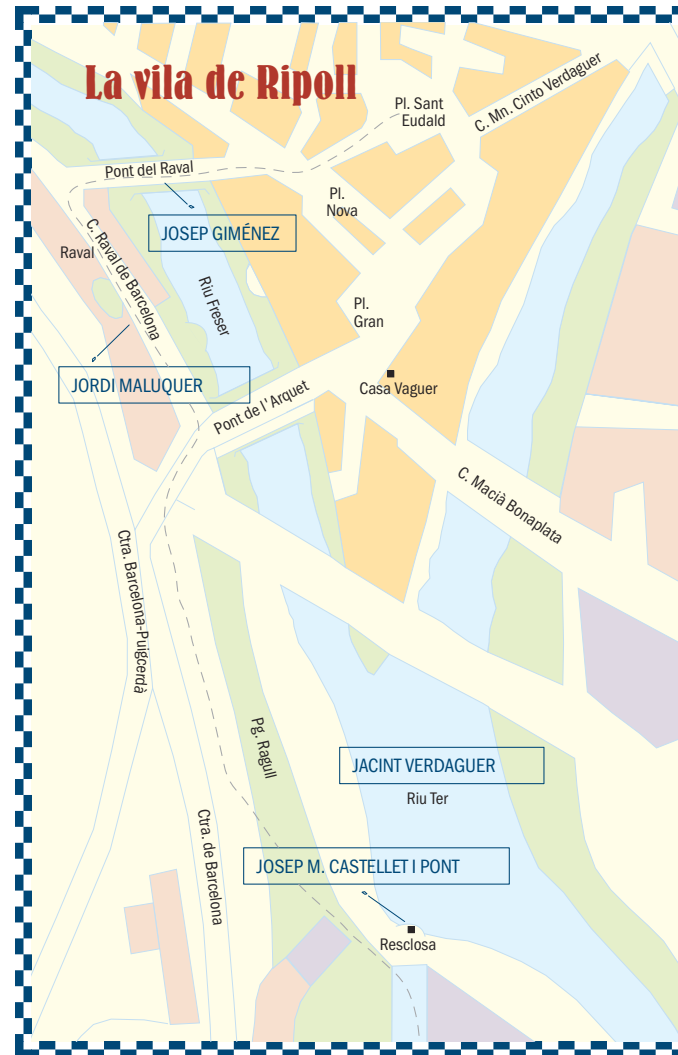 La vila de Ripoll
Pl. Sant
Eudald
C. Mn. Cinto Verdaguer
Pont del Raval
Pl.
Nova
JOSEP GIMÉNEZ
Raval
C. Raval de Barcelona
Riu Freser
Pl.
Gran
JORDI MALUQUER
Casa Vaguer
Pont de l'Arquet
C. Macià Bonaplata
Ctra. Barcelona-Puigcerdà
Pg. Ragull
JACINT VERDAGUER
Riu Ter
Ctra. de Barcelona
JOSEP M. CASTELLET I PONT
Resclosa